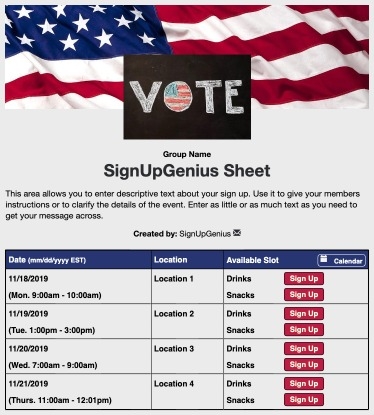 VOTE
Group Name
SignUpGenius Sheet
This area allows you to enter descriptive text about your sign up. Use it to give your members
instructions or to clarify the details of the event. Enter as little or as much text as you need to
get your message across.
Created by: SignUpGenius
Date (mm/dd/yyyy EST) Location Available Slot Calendar
11/18/2019 Location 1 Drinks Sign Up
(Mon. 9:00am - 10:00am) Snacks Sign Up
11/19/2019 Location 2 Drinks Sign Up
(Tue. 1:00pm - 3:00pm) Snacks Sign Up
11/20/2019 Location 3 Drinks Sign Up
(Wed. 7:00am - 9:00am) Snacks Sign Up
11/21/2019 Location 4 Drinks Sign Up
(Thurs. 11:00am - 12:01pm) Snacks Sign Up